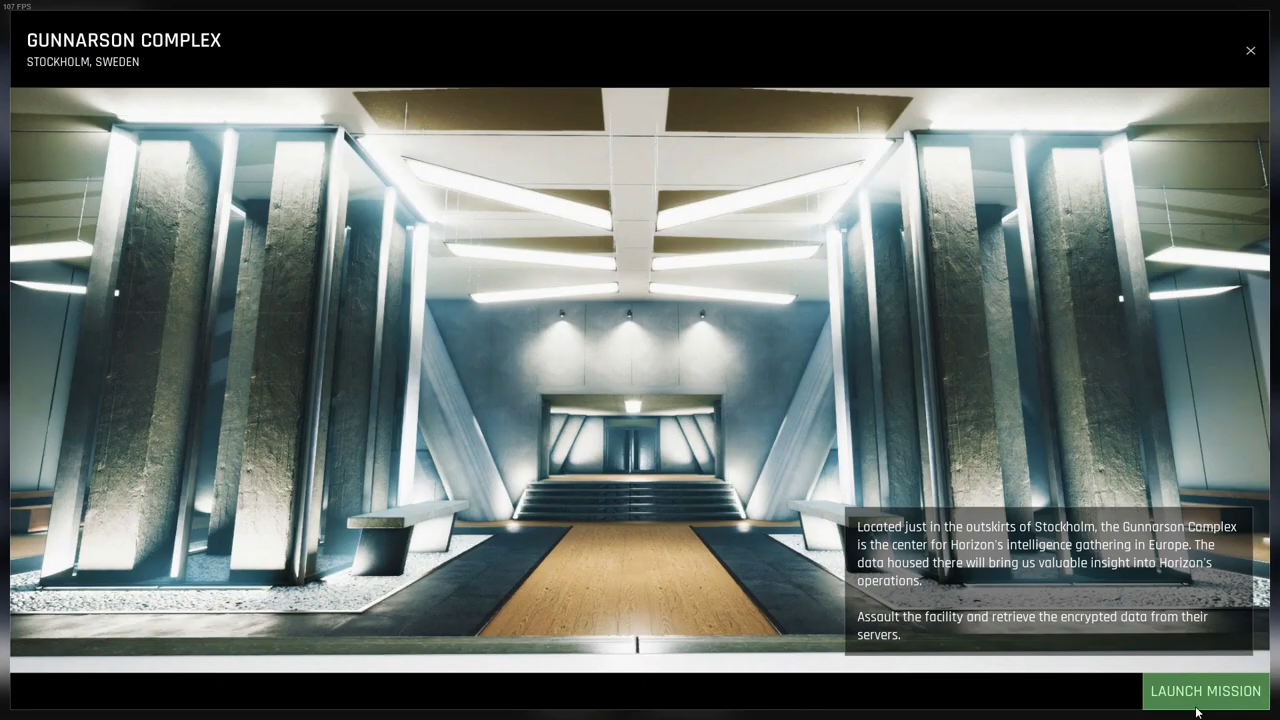 107 FPS
GUNNARSON COMPLEX
STOCKHOLM, SWEDEN
Located just in the outskirts of Stockholm, the Gunnarson Complex
is the center for Horizon's intelligence gathering in Europe. The
data housed there will bring us valuable insight into Horizon's
operations.
Assault the facility and retrieve the encrypted data from their
servers.
LAUNCH MISSION